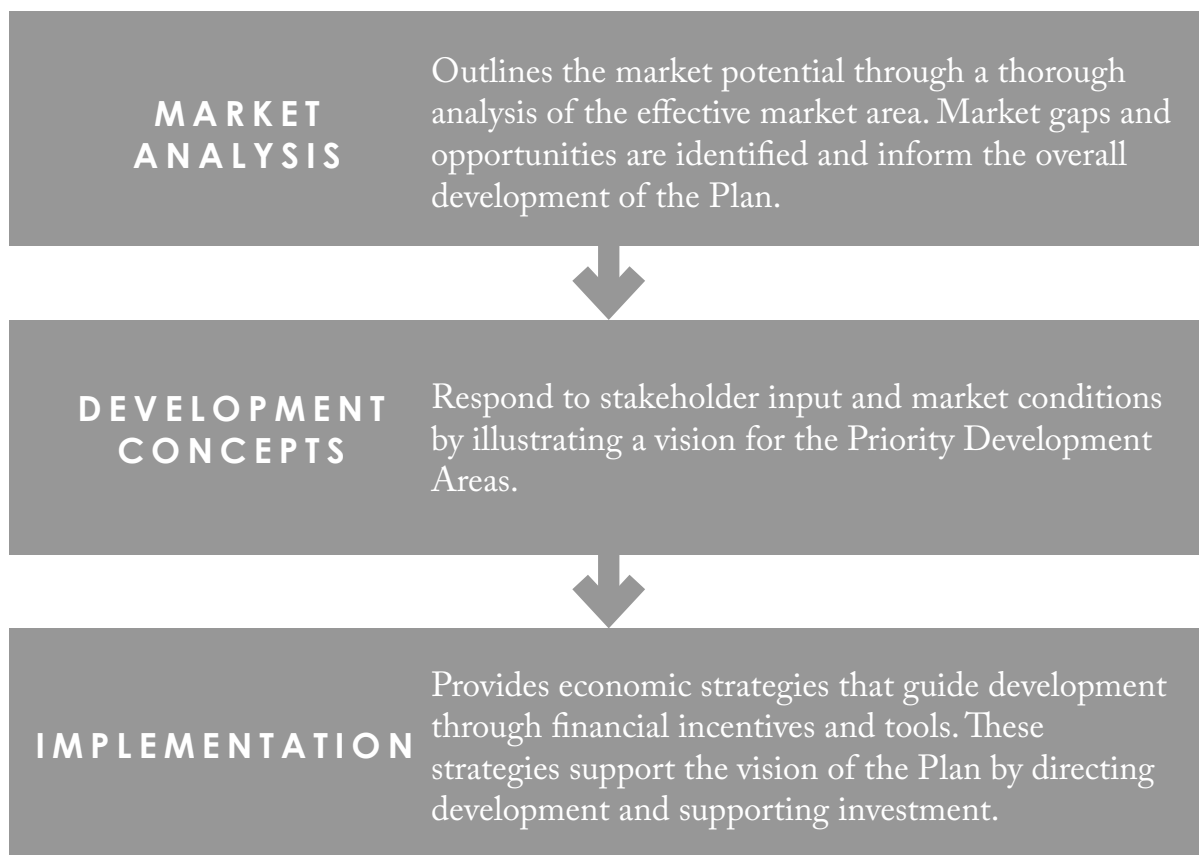 MARKET
ANALYSIS
Outlines the market potential through a thorough
analysis of the effective market area. Market gaps and
opportunities are identified and inform the overall
development of the Plan.
DEVELOPMENT
CONCEPTS
Respond to stakeholder input and market conditions
by illustrating a vision for the Priority Development
Areas.
IMPLEMENTATION
Provides economic strategies that guide development
through financial incentives and tools. These
strategies support the vision of the Plan by directing
development and supporting investment.